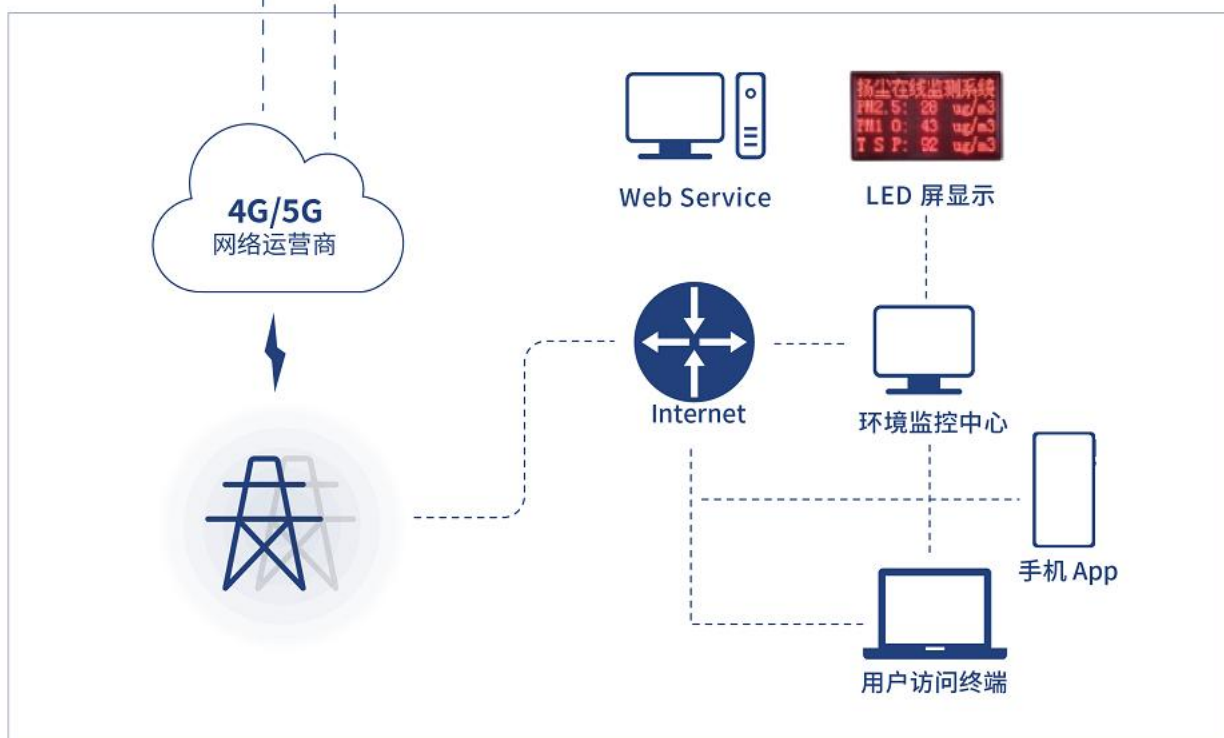 4G/5G
网络运营商
Web Service
扬尘在线监测系统
PM2.5: 28 ug/m3
PM1 0: 43 ug/m3
T S P: 92 ug/m3
LED 屏显示
Internet
环境监控中心
手机 App
用户访问终端